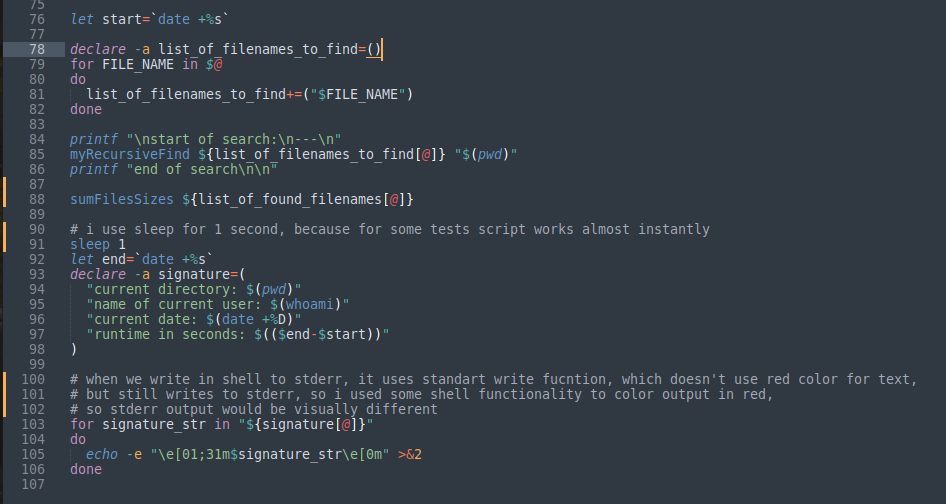 75
76 let start=`date +%s`
77
78 declare -a list_of_filenames_to_find=()
79 for FILE_NAME in $@
80 do
81   list_of_filenames_to_find+=("$FILE_NAME")
82 done
83
84 printf "\nstart of search:\n---\n"
85 myRecursiveFind ${list_of_filenames_to_find[@]} "$(pwd)"
86 printf "end of search\n\n"
87
88 sumFilesSizes ${list_of_found_filenames[@]}
89
90 # i use sleep for 1 second, because for some tests script works almost instantly
91 sleep 1
92 let end=`date +%s`
93 declare -a signature=(
94   "current directory: $(pwd)"
95   "name of current user: $(whoami)"
96   "current date: $(date +%D)"
97   "runtime in seconds: $(($end-$start))"
98 )
99
100 # when we write in shell to stderr, it uses standart write fucntion, which doesn't use red color for text,
101 # but still writes to stderr, so i used some shell functionality to color output in red,
102 # so stderr output would be visually different
103 for signature_str in "${signature[@]}"
104 do
105   echo -e "\e[01;31m$signature_str\e[0m" >&2
106 done
107